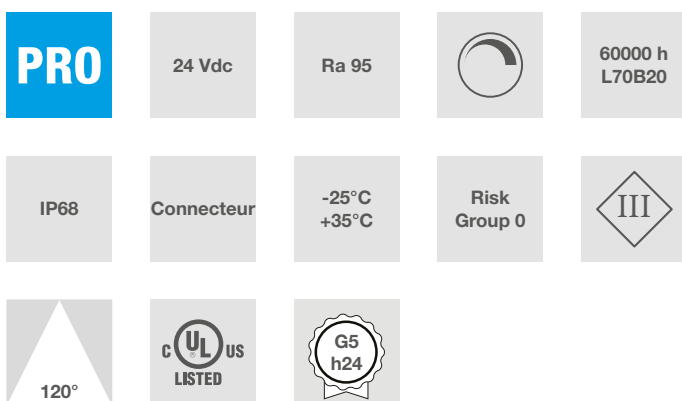 PRO
24 Vdc
Ra 95
60000 h
L70B20
IP68
Connecteur
-25°C
+35°C
Risk
Group 0
III
120°
C UL® US
LISTED
G5
h24